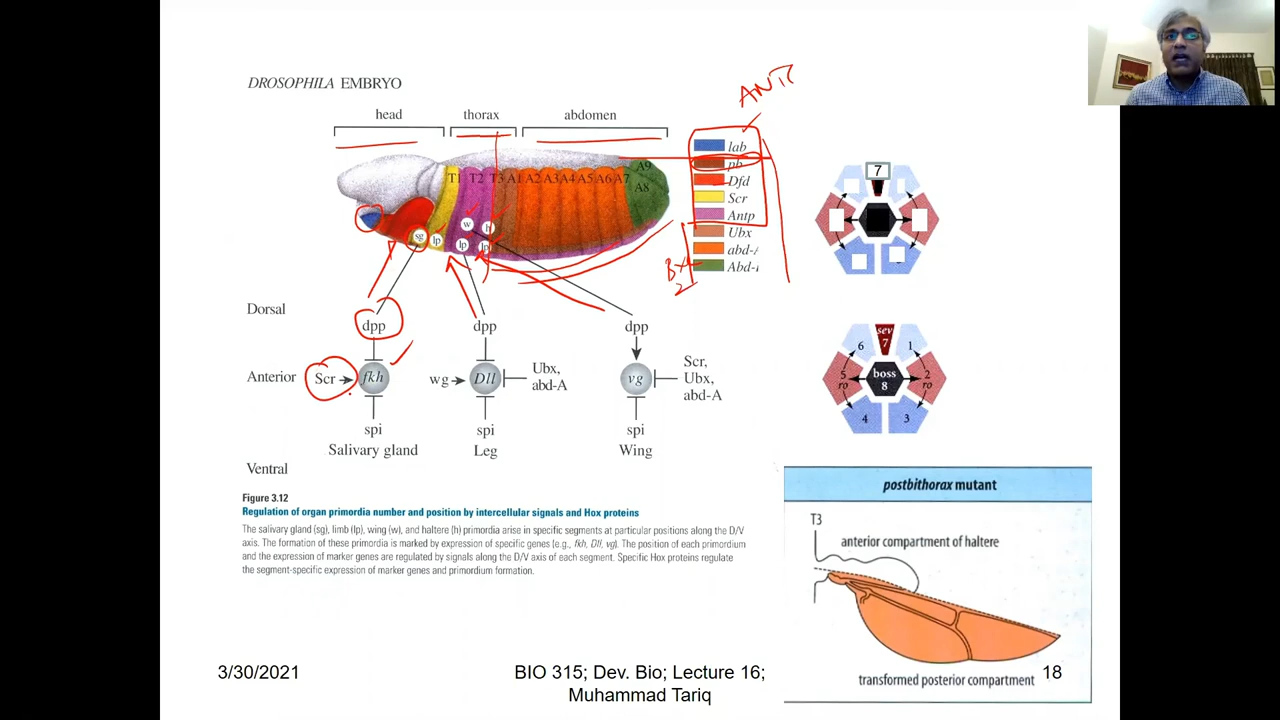 DROSOPHILA EMBRYO
head
thorax
abdomen
ANT
lab
pb
Dfd
Scr
Antp
Ubx
abd-A
Abd-
T1 T2 T3 A1 A2 A3 A4 A5 A6 A7 A8 A9
w
h
sg
lp
lp
lp
Bx
Dorsal
dpp
dpp
dpp
Anterior
Scr
fkh
wg
Dll
Ubx,
abd-A
vg
Scr,
Ubx,
abd-A
spi
spi
spi
Salivary gland
Leg
Wing
Ventral
7
sev
7
6
1
5
ro
boss
8
2
ro
4
3
Figure 3.12
Regulation of organ primordia number and position by intercellular signals and Hox proteins
The salivary gland (sg), limb (lp), wing (w), and haltere (h) primordia arise in specific segments at particular positions along the D/V
axis. The formation of these primordia is marked by expression of specific genes (e.g., fkh, Dll, vg). The position of each primordium
and the expression of marker genes are regulated by signals along the D/V axis of each segment. Specific Hox proteins regulate
the segment-specific expression of marker genes and primordium formation.
postbithorax mutant
T3
anterior compartment of haltere
transformed posterior compartment
3/30/2021
BIO 315; Dev. Bio; Lecture 16;
Muhammad Tariq
18